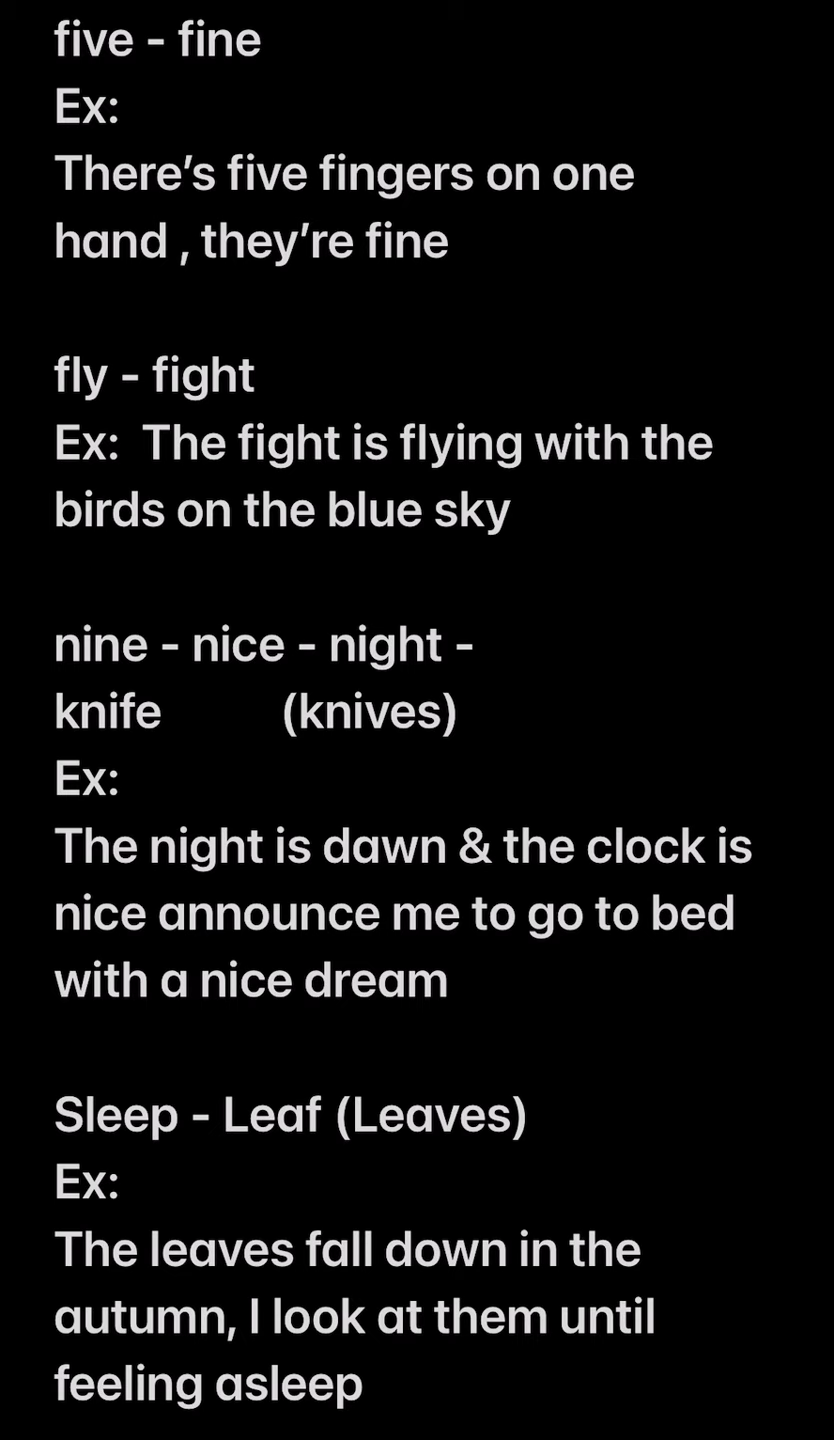 five - fine
Ex:
There’s five fingers on one
hand , they’re fine
fly - fight
Ex:  The fight is flying with the
birds on the blue sky
nine - nice - night -
knife          (knives)
Ex:
The night is dawn & the clock is
nice announce me to go to bed
with a nice dream
Sleep - Leaf (Leaves)
Ex:
The leaves fall down in the
autumn, I look at them until
feeling asleep